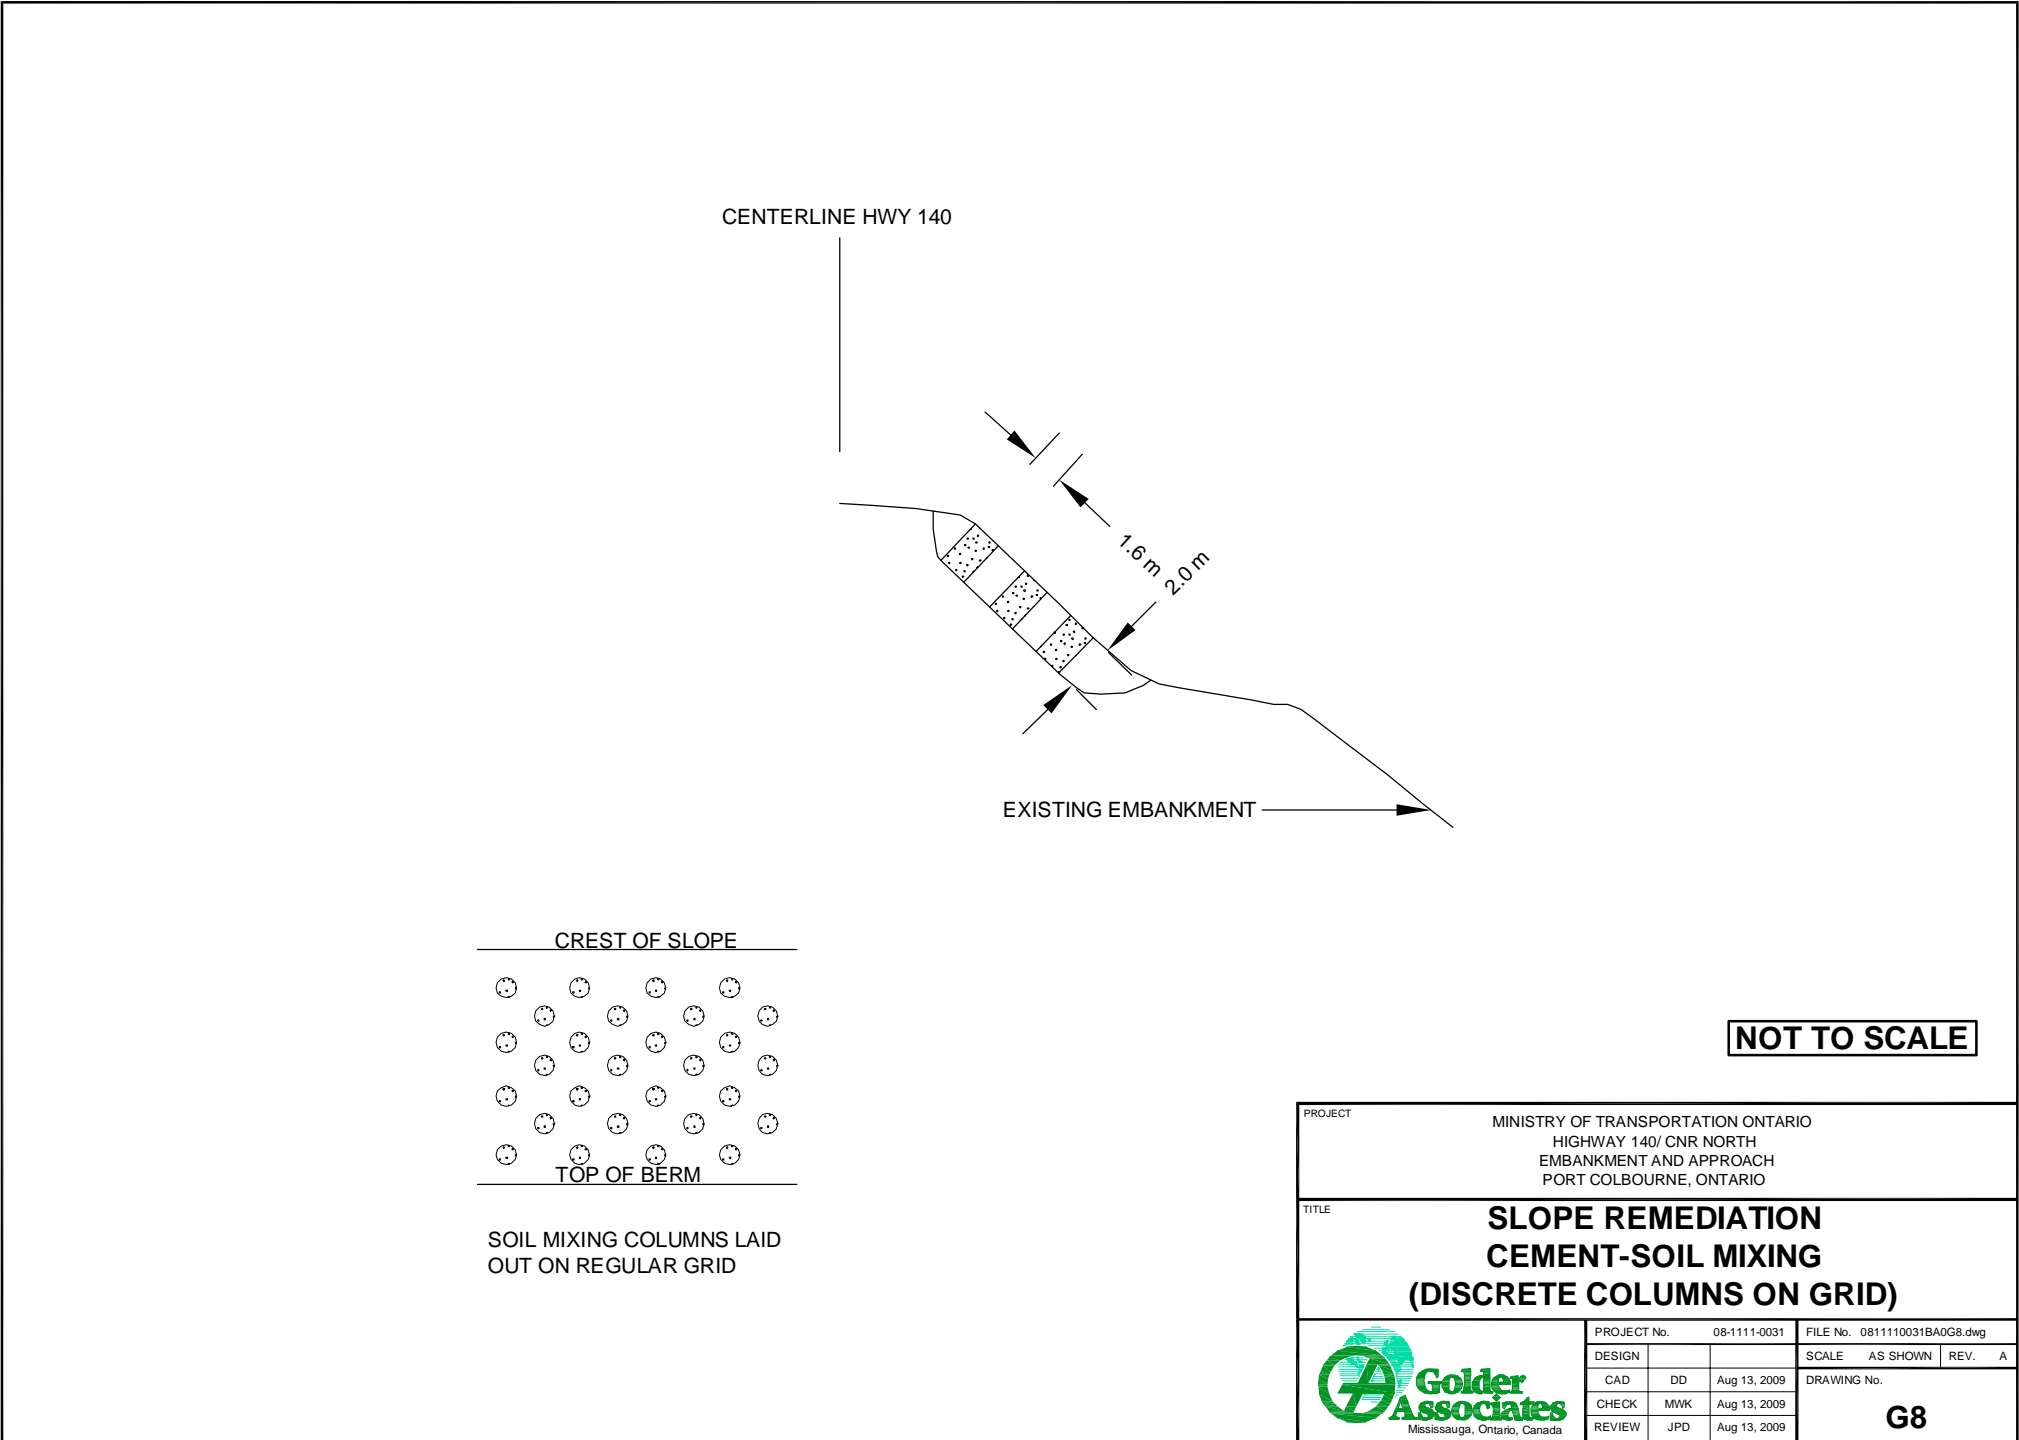 CENTERLINE HWY 140
1.6 m
2.0 m
EXISTING EMBANKMENT
CREST OF SLOPE
TOP OF BERM
SOIL MIXING COLUMNS LAID
OUT ON REGULAR GRID
NOT TO SCALE
PROJECT
MINISTRY OF TRANSPORTATION ONTARIO
HIGHWAY 140/ CNR NORTH
EMBANKMENT AND APPROACH
PORT COLBOURNE, ONTARIO
TITLE
SLOPE REMEDIATION
CEMENT-SOIL MIXING
(DISCRETE COLUMNS ON GRID)
Golder
Associates
Mississauga, Ontario, Canada
PROJECT No. 08-1111-0031
FILE No. 0811110031BA0G8.dwg
DESIGN
SCALE AS SHOWN REV. A
CAD DD Aug 13, 2009
DRAWING No.
CHECK MWK Aug 13, 2009
G8
REVIEW JPD Aug 13, 2009